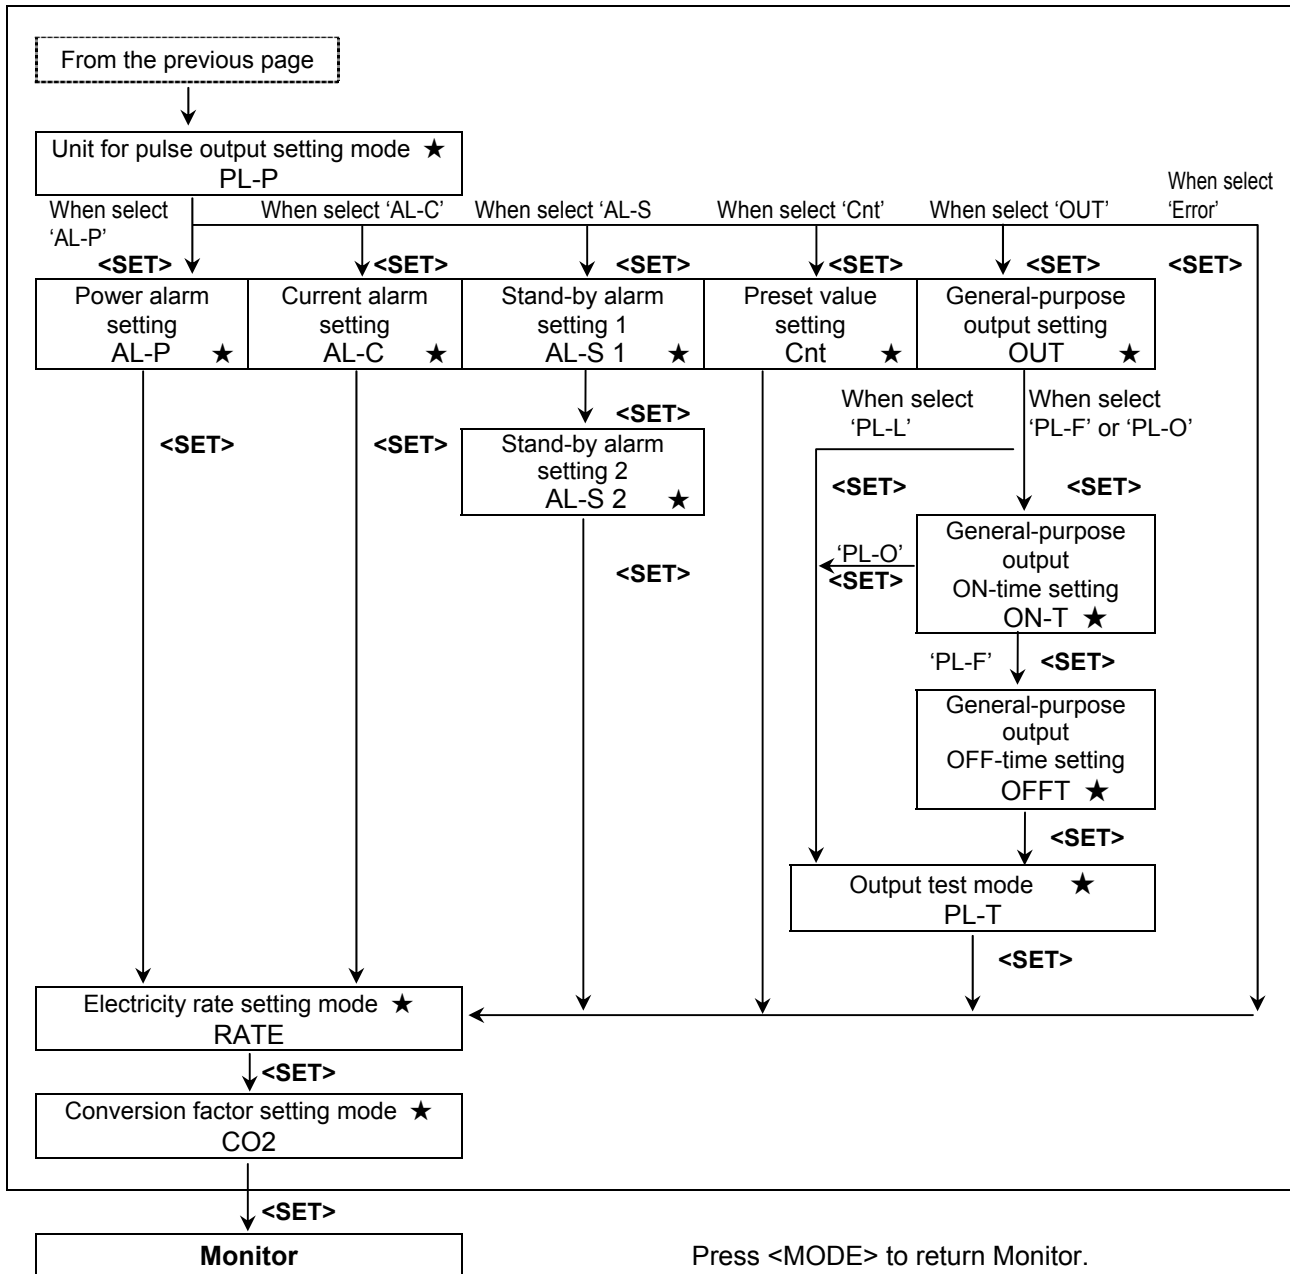 From the previous page
Unit for pulse output setting mode ★
PL-P
When select
‘AL-P’
When select ‘AL-C’
When select ‘AL-S
When select ‘Cnt’
When select ‘OUT’
When select
‘Error’
<SET>
<SET>
<SET>
<SET>
<SET>
<SET>
Power alarm
setting
AL-P ★
Current alarm
setting
AL-C ★
Stand-by alarm
setting 1
AL-S 1 ★
Preset value
setting
Cnt ★
General-purpose
output setting
OUT ★
<SET>
<SET>
<SET>
When select
‘PL-L’
When select
‘PL-F’ or ‘PL-O’
Stand-by alarm
setting 2
AL-S 2 ★
<SET>
<SET>
<SET>
‘PL-O’
<SET>
General-purpose
output
ON-time setting
ON-T ★
‘PL-F’
<SET>
General-purpose
output
OFF-time setting
OFFT ★
<SET>
Output test mode ★
PL-T
<SET>
Electricity rate setting mode ★
RATE
<SET>
Conversion factor setting mode ★
CO2
<SET>
Monitor
Press <MODE> to return Monitor.